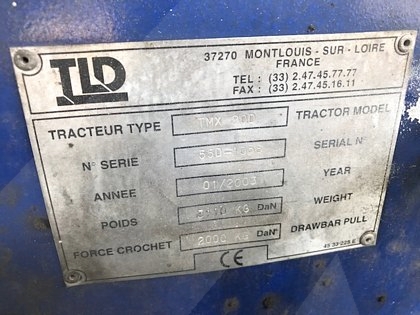 TLD
37270 MONTLOUIS - SUR - LOIRE
FRANCE
TEL : (33) 2.47.45.77.77
FAX : (33) 2.47.45.16.11
TRACTEUR TYPE TMX TRACTOR MODEL
N° SERIE SERIAL N°
ANNEE 01/2003 YEAR
POIDS KG DaN WEIGHT
FORCE CROCHET 2000 DaN DRAWBAR PULL
CE